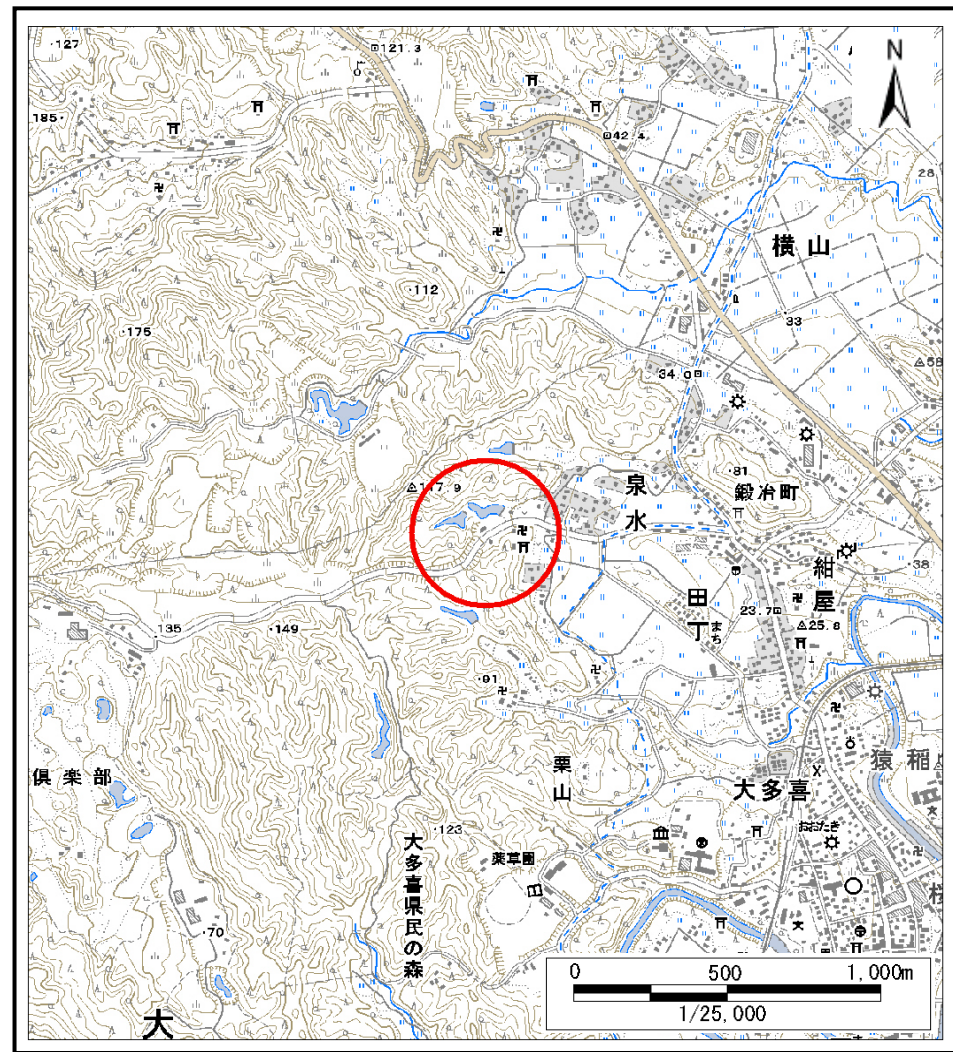 127
121.3
N
185
42.4
28
横山
112
175
33
34.0
58
81
鍛冶町
泉水
117.9
紺屋
38
田丁
まち
23.7
25.8
135
149
91
倶楽部
栗山
猿稲
大多喜
おおたき
123
大多喜県民の森
薬草園
70
大
0 500 1,000m
1/25,000